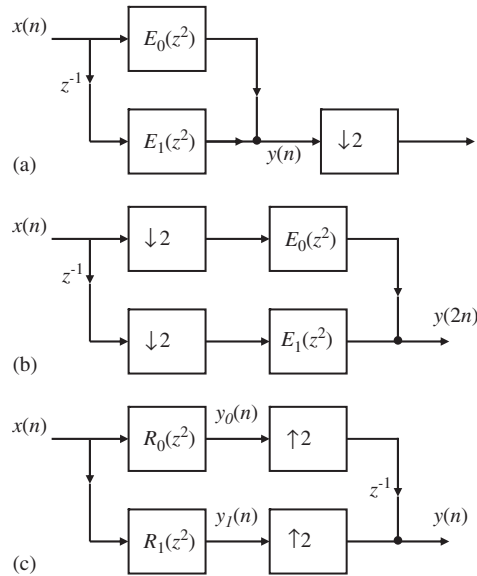 x(n)
E₀(z²)
z⁻¹
E₁(z²)
y(n)
↓2
(a)
x(n)
↓2
E₀(z²)
z⁻¹
y(2n)
↓2
E₁(z²)
(b)
x(n)
y₀(n)
R₀(z²)
↑2
z⁻¹
y₁(n)
y(n)
R₁(z²)
↑2
(c)